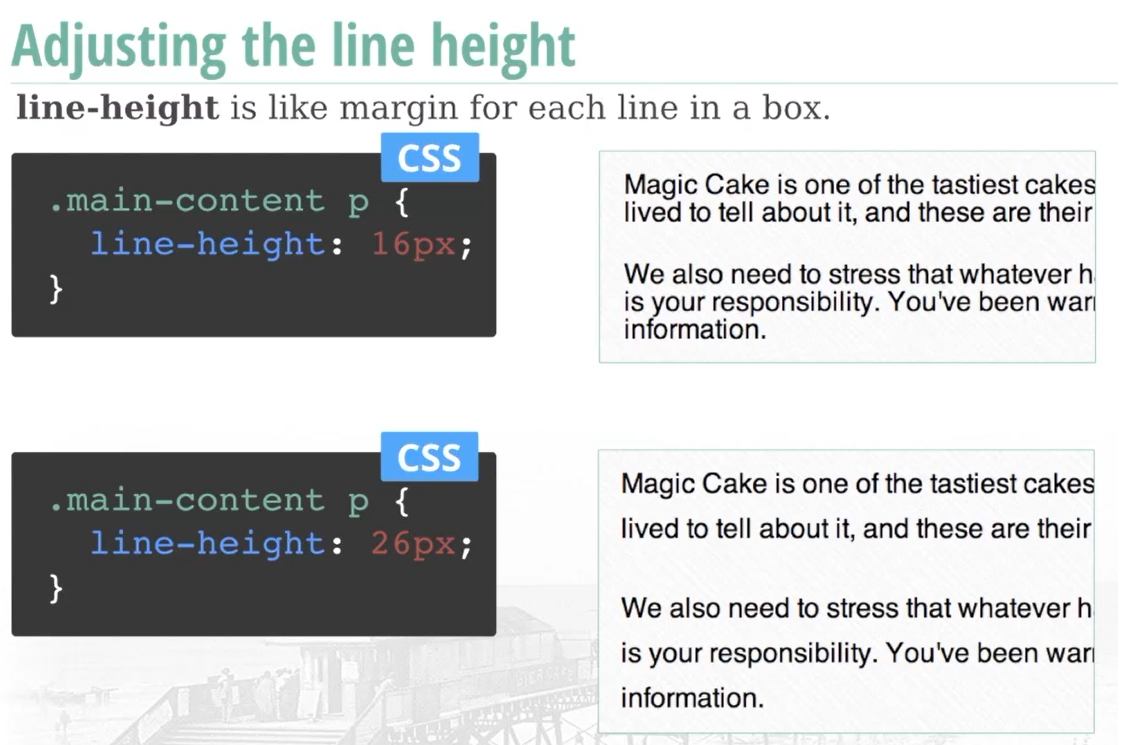 Adjusting the line height
line-height is like margin for each line in a box.
CSS
.main-content p {
line-height: 16px;
}
Magic Cake is one of the tastiest cakes
lived to tell about it, and these are their
We also need to stress that whatever h
is your responsibility. You've been war
information.
CSS
.main-content p {
line-height: 26px;
}
Magic Cake is one of the tastiest cakes
lived to tell about it, and these are their
We also need to stress that whatever h
is your responsibility. You've been war
information.